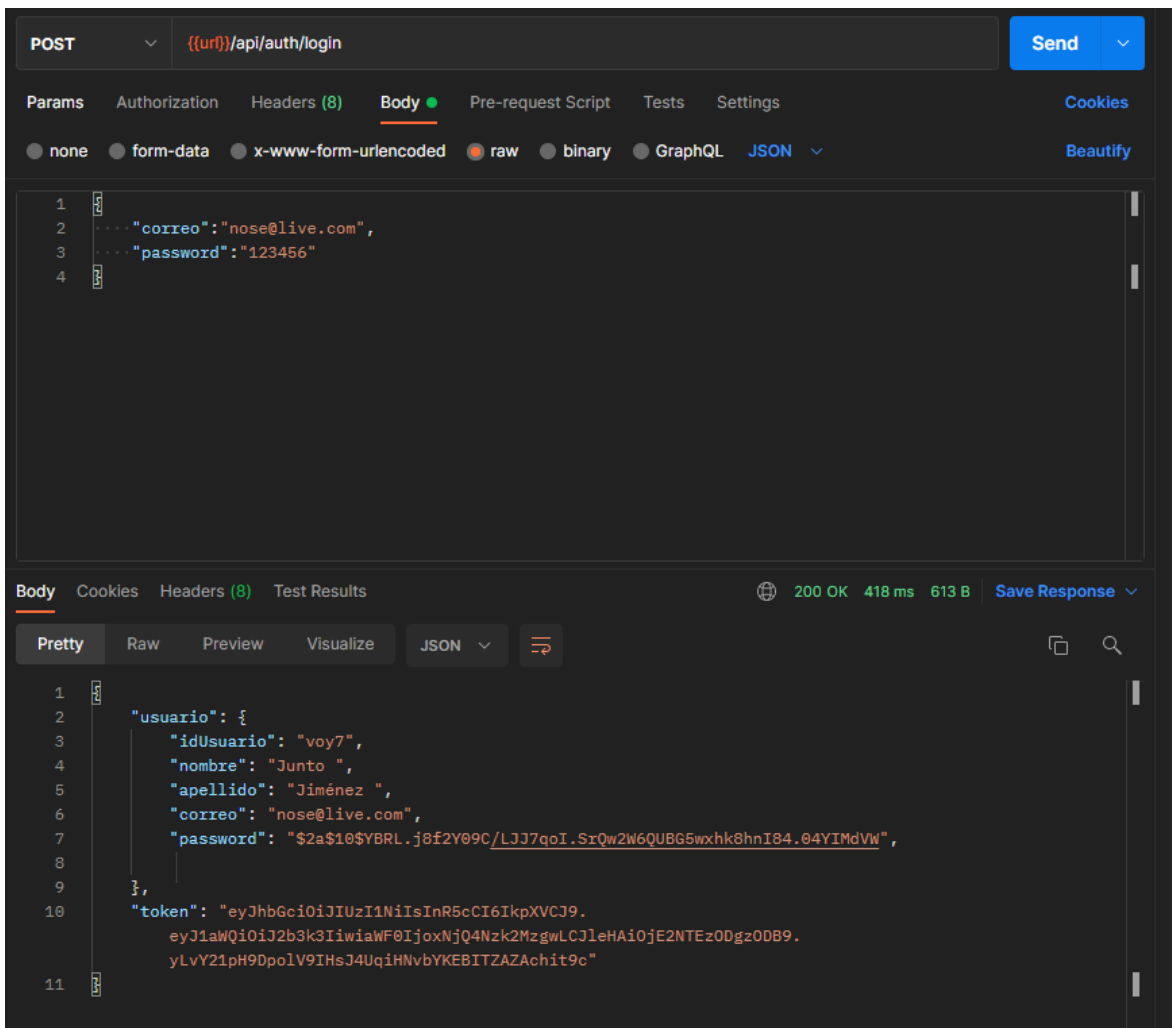 POST {{url}}/api/auth/login Send
Params Authorization Headers (8) Body Pre-request Script Tests Settings Cookies
none form-data x-www-form-urlencoded raw binary GraphQL JSON Beautify
1 {
2 ····"correo":"nose@live.com",
3 ····"password":"123456"
4 }
Body Cookies Headers (8) Test Results 200 OK 418 ms 613 B Save Response
Pretty Raw Preview Visualize JSON
1 {
2 "usuario": {
3 "idUsuario": "voy7",
4 "nombre": "Junto ",
5 "apellido": "Jiménez ",
6 "correo": "nose@live.com",
7 "password": "$2a$10$YBRL.j8f2Y09C/LJJ7qoI.SrQw2W6QUBG5wxhk8hnI84.04YIMdVW",
8
9 },
10 "token": "eyJhbGciOiJIUzI1NiIsInR5cCI6IkpXVCJ9.
eyJ1aWQiOiJ2b3k3IiwiaWF0IjoxNjQ4Nzk2MzgwLCJleHAiOjE2NTEzODgzODB9.
yLvY21pH9DpolV9IHsJ4UqiHNvbYKEBITZAZAchit9c"
11 }